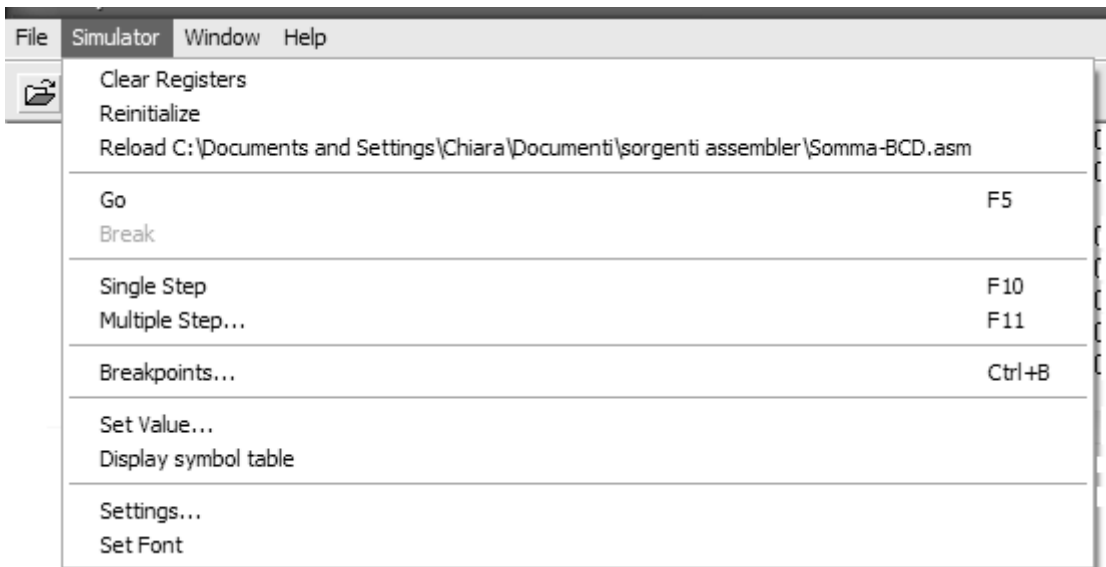 File Simulator Window Help
Clear Registers
Reinitialize
Reload C:\Documents and Settings\Chiara\Documenti\sorgenti assembler\Somma-BCD.asm
Go F5
Break
Single Step F10
Multiple Step... F11
Breakpoints... Ctrl+B
Set Value...
Display symbol table
Settings...
Set Font